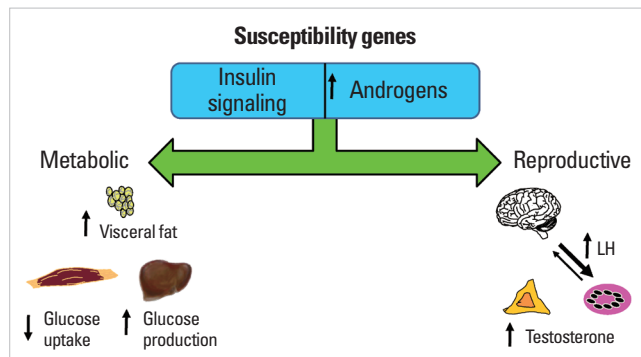 Susceptibility genes
Insulin
signaling
↑ Androgens
Metabolic
Reproductive
↑ Visceral fat
↑ LH
↓ Glucose
uptake
↑ Glucose
production
↑ Testosterone